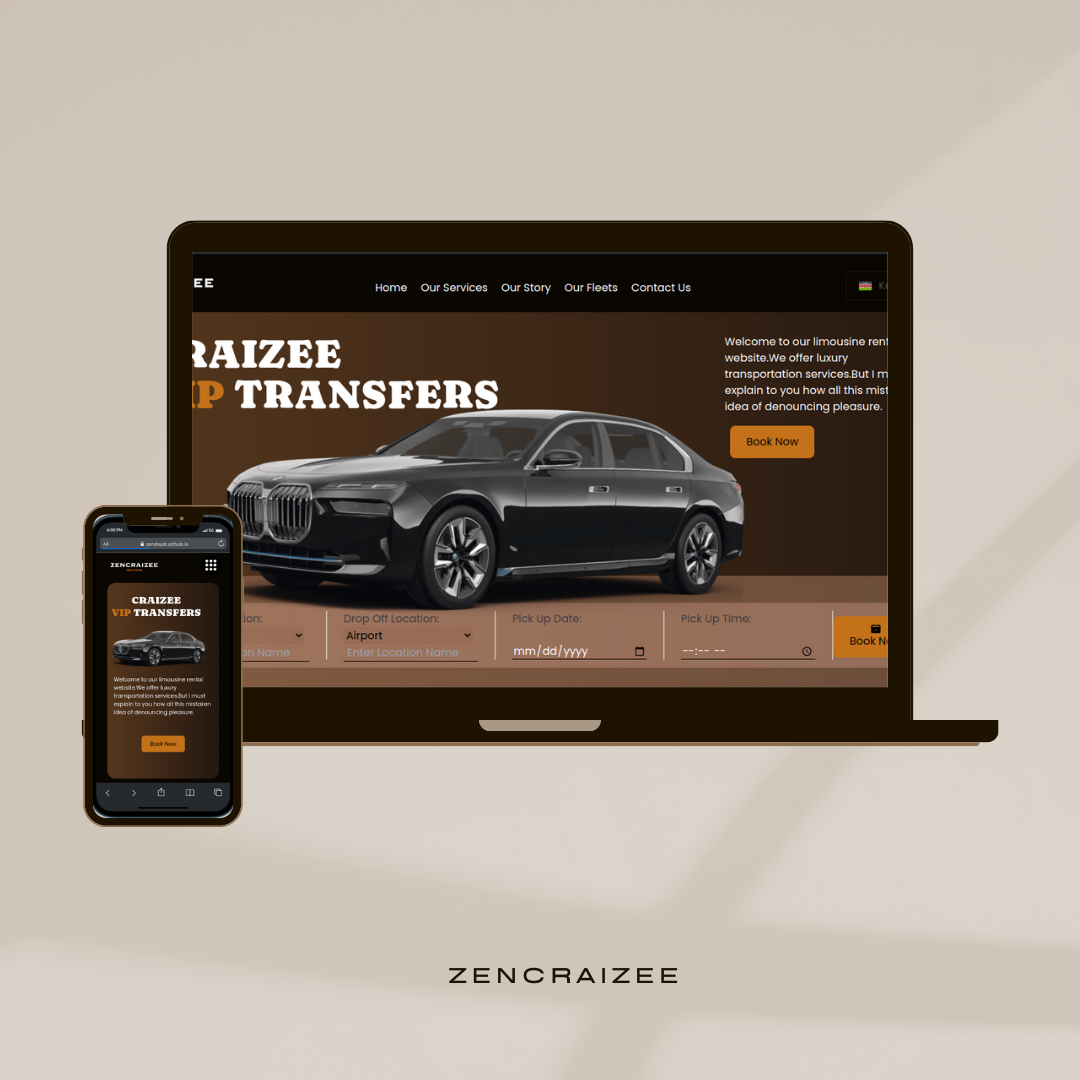 EE
Home Our Services Our Story Our Fleets Contact Us
RAIZEE
IP TRANSFERS
Welcome to our limousine rent
website.We offer luxury
transportation services.But I m
explain to you how all this mist
idea of denouncing pleasure.
Book Now
ion:
on Name
Drop Off Location:
Airport
Enter Location Name
Pick Up Date:
mm/dd/yyyy
Pick Up Time:
--:-- --
Book N
4:00 PM
5G
AA zendayat.github.io
ZENCRAIZEE
CRAIZEE
VIP TRANSFERS
Welcome to our limousine rental
website.We offer luxury
transportation services.But I must
explain to you how all this mistaken
idea of denouncing pleasure.
Book Now
ZENCRAIZEE